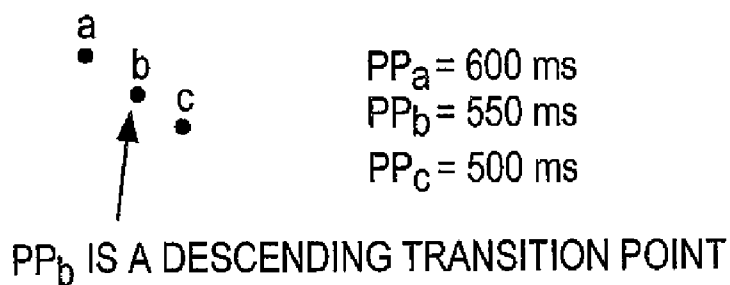 a
b
c
PPa = 600 ms
PPb = 550 ms
PPc = 500 ms
PPb IS A DESCENDING TRANSITION POINT